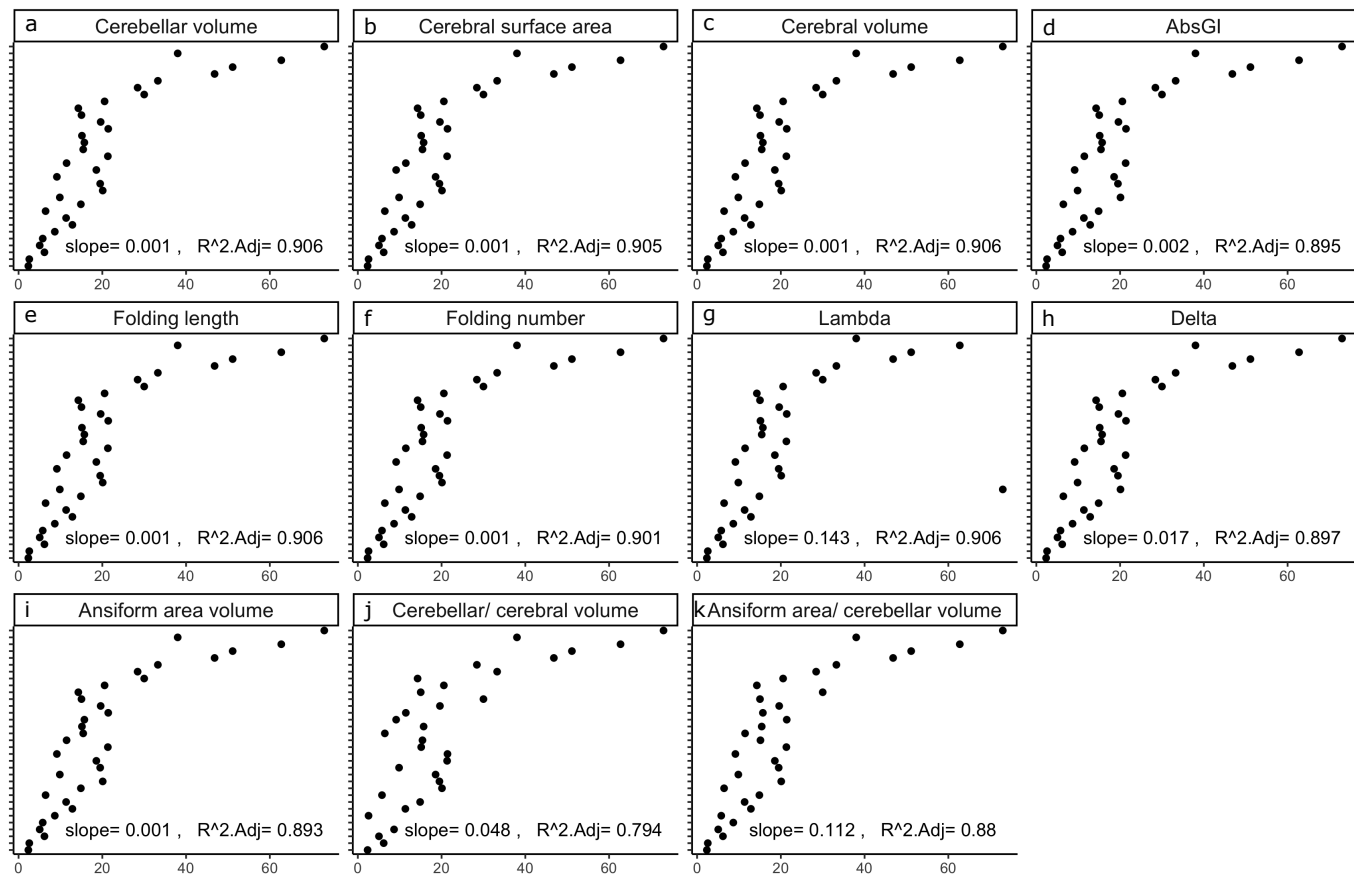 a Cerebellar volume
b Cerebral surface area
c Cerebral volume
d AbsGI
slope= 0.001 , R^2.Adj= 0.906
slope= 0.001 , R^2.Adj= 0.905
slope= 0.001 , R^2.Adj= 0.906
slope= 0.002 , R^2.Adj= 0.895
0 20 40 60
0 20 40 60
0 20 40 60
0 20 40 60
e Folding length
f Folding number
g Lambda
h Delta
slope= 0.001 , R^2.Adj= 0.906
slope= 0.001 , R^2.Adj= 0.901
slope= 0.143 , R^2.Adj= 0.906
slope= 0.017 , R^2.Adj= 0.897
0 20 40 60
0 20 40 60
0 20 40 60
0 20 40 60
i Ansiform area volume
j Cerebellar/ cerebral volume
k Ansiform area/ cerebellar volume
slope= 0.001 , R^2.Adj= 0.893
slope= 0.048 , R^2.Adj= 0.794
slope= 0.112 , R^2.Adj= 0.88
0 20 40 60
0 20 40 60
0 20 40 60